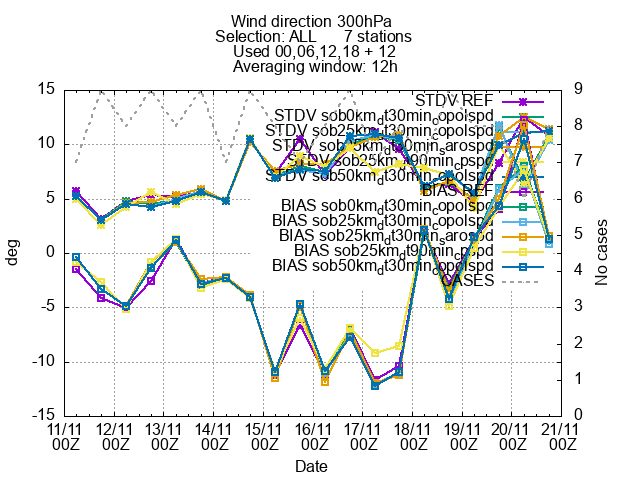 Wind direction 300hPa
Selection: ALL 7 stations
Used 00,06,12,18 + 12
Averaging window: 12h
STDV REF
STDV sob0km_dt30min_copolspd
STDV sob25km_dt30min_copolspd
STDV sob25km_dt30min_sarospd
STDV sob25km_dt90min_cpspd
STDV sob50km_dt30min_copolspd
BIAS REF
BIAS sob0km_dt30min_copolspd
BIAS sob25km_dt30min_copolspd
BIAS sob25km_dt30min_sarospd
BIAS sob25km_dt90min_cpspd
BIAS sob50km_dt30min_copolspd
CASES
15
10
5
0
-5
-10
-15
deg
9
8
7
6
5
4
3
2
1
0
No cases
11/11 12/11 13/11 14/11 15/11 16/11 17/11 18/11 19/11 20/11 21/11
00Z 00Z 00Z 00Z 00Z 00Z 00Z 00Z 00Z 00Z 00Z
Date